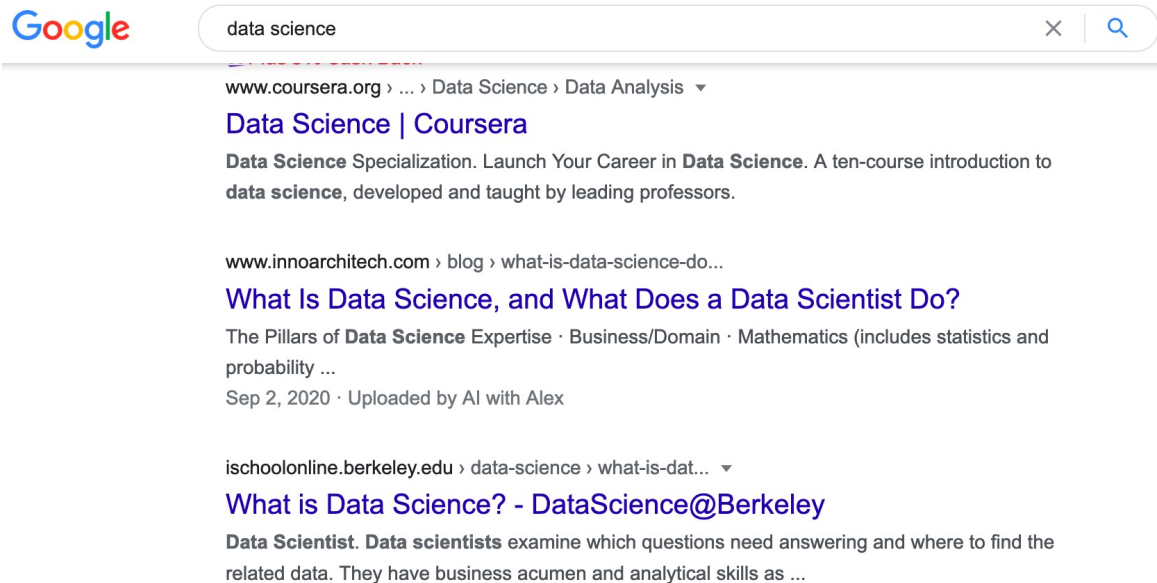 Google
data science
www.coursera.org › ... › Data Science › Data Analysis
Data Science | Coursera
Data Science Specialization. Launch Your Career in Data Science. A ten-course introduction to
data science, developed and taught by leading professors.
www.innoarchitech.com › blog › what-is-data-science-do...
What Is Data Science, and What Does a Data Scientist Do?
The Pillars of Data Science Expertise · Business/Domain · Mathematics (includes statistics and
probability ...
Sep 2, 2020 · Uploaded by AI with Alex
ischoolonline.berkeley.edu › data-science › what-is-dat...
What is Data Science? - DataScience@Berkeley
Data Scientist. Data scientists examine which questions need answering and where to find the
related data. They have business acumen and analytical skills as ...